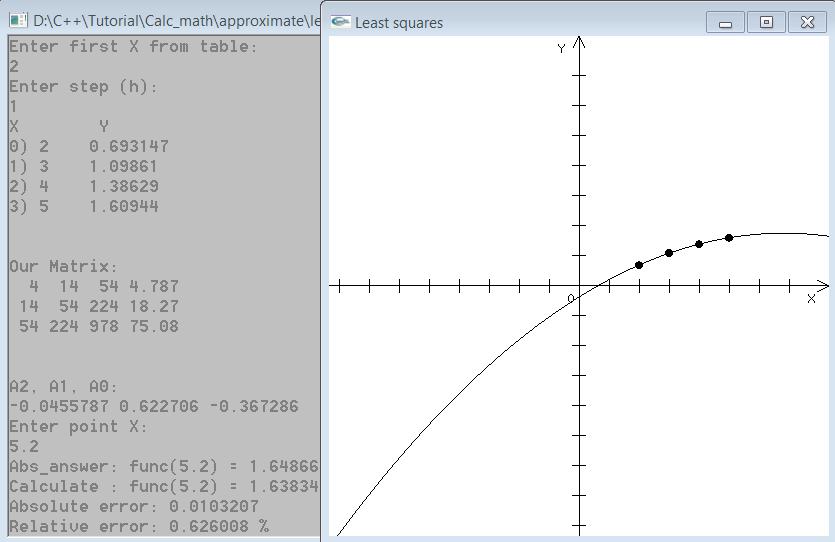 D:\C++\Tutorial\Calc_math\approximate\le
Enter first X from table:
2
Enter step (h):
1
X Y
0) 2 0.693147
1) 3 1.09861
2) 4 1.38629
3) 5 1.60944
Our Matrix:
4 14 54 4.787
14 54 224 18.27
54 224 978 75.08
A2, A1, A0:
-0.0455787 0.622706 -0.367286
Enter point X:
5.2
Abs_answer: func(5.2) = 1.64866
Calculate : func(5.2) = 1.63834
Absolute error: 0.0103207
Relative error: 0.626008 %
Least squares
Y
0
X